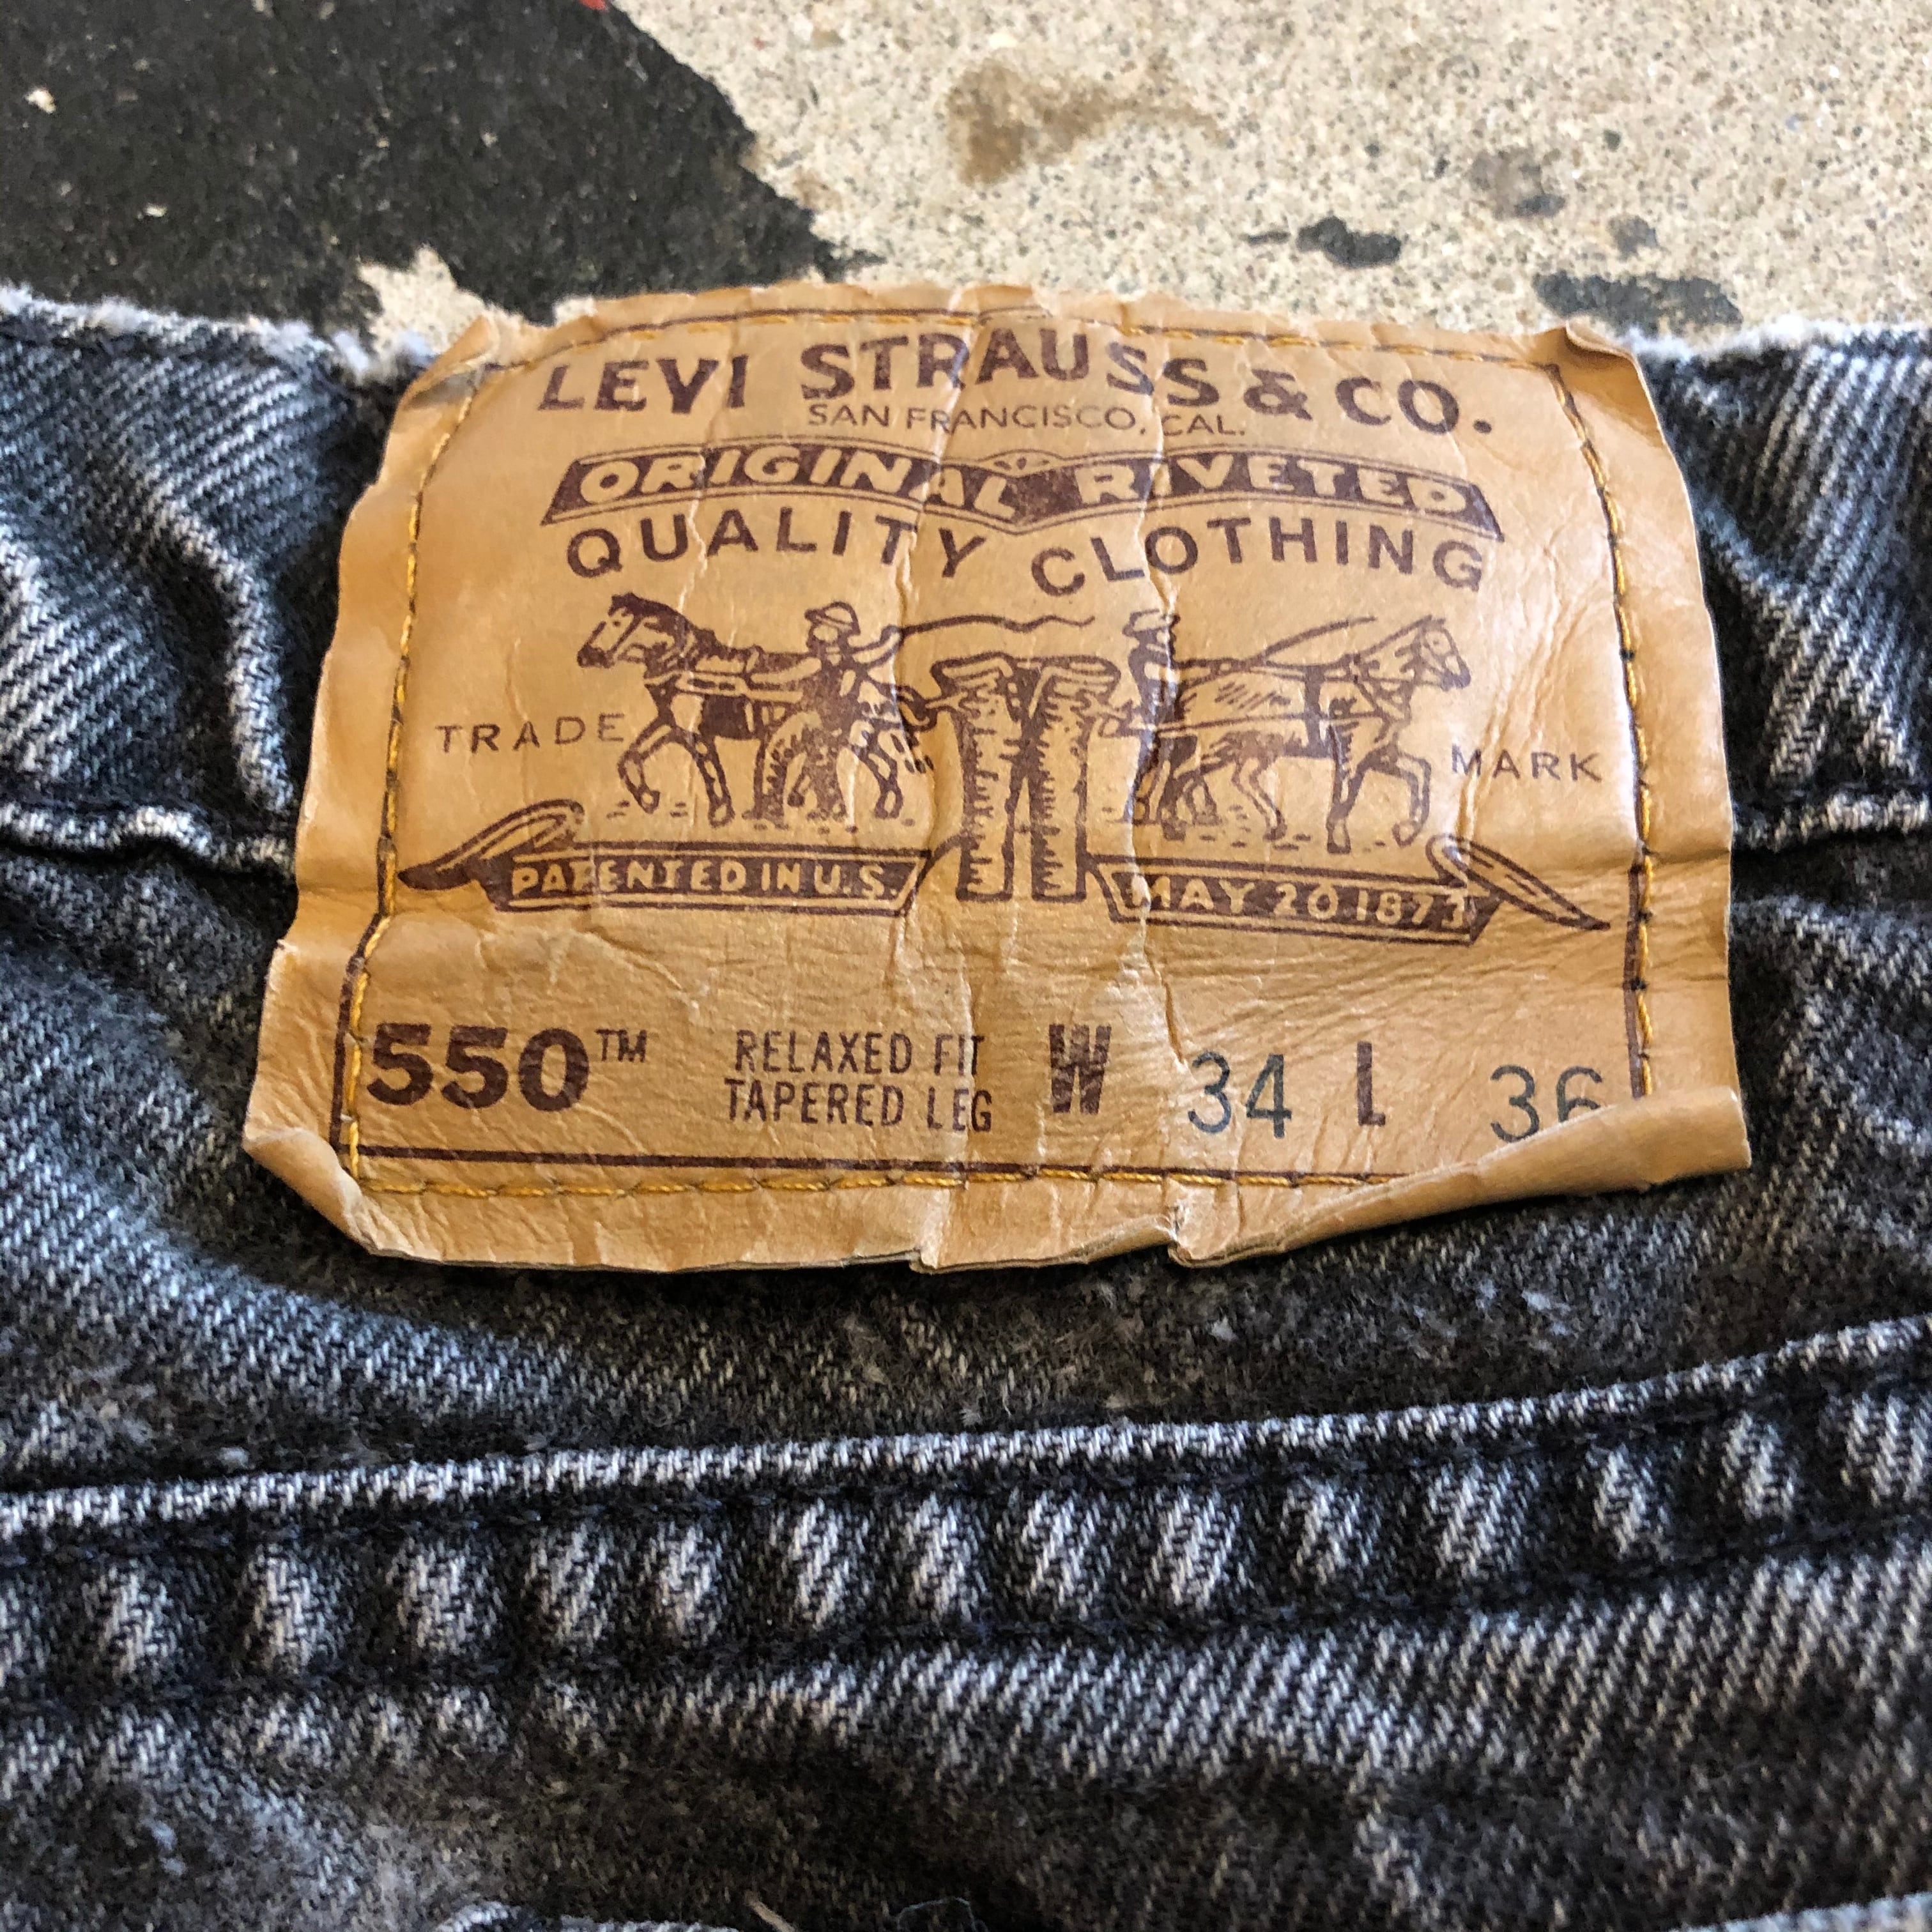 LEVI STRAUSS & CO.
SAN FRANCISCO, CAL.
ORIGINAL RIVETED
QUALITY CLOTHING
TRADE MARK
PATENTED IN U.S. MAY 20 1873
550™ RELAXED FIT W 34 L 36
TAPERED LEG